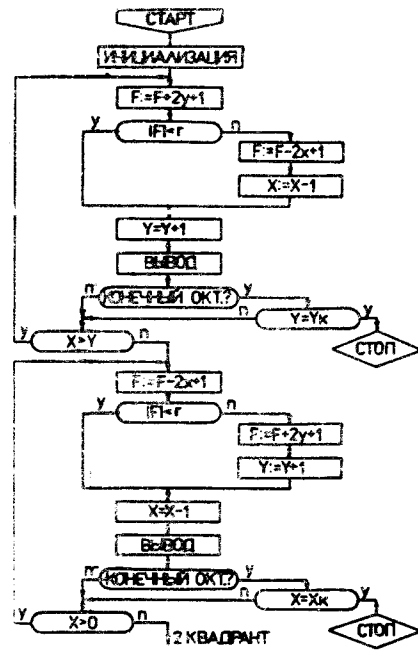 СТАРТ
ИНИЦИАЛИЗАЦИЯ
F:=F+2y+1
y |F|<r n
F:=F-2x+1
X:=X-1
Y=Y+1
ВЫВОД
n КОНЕЧНЫЙ ОКТ.? y
n Y=Yк y
y X>Y n
СТОП
F:=F-2x+1
y |F|<r n
F:=F+2y+1
Y:=Y+1
X=X-1
ВЫВОД
n КОНЕЧНЫЙ ОКТ.? y
n X=Xк y
y X>0 n
2 КВАДРАНТ
СТОП